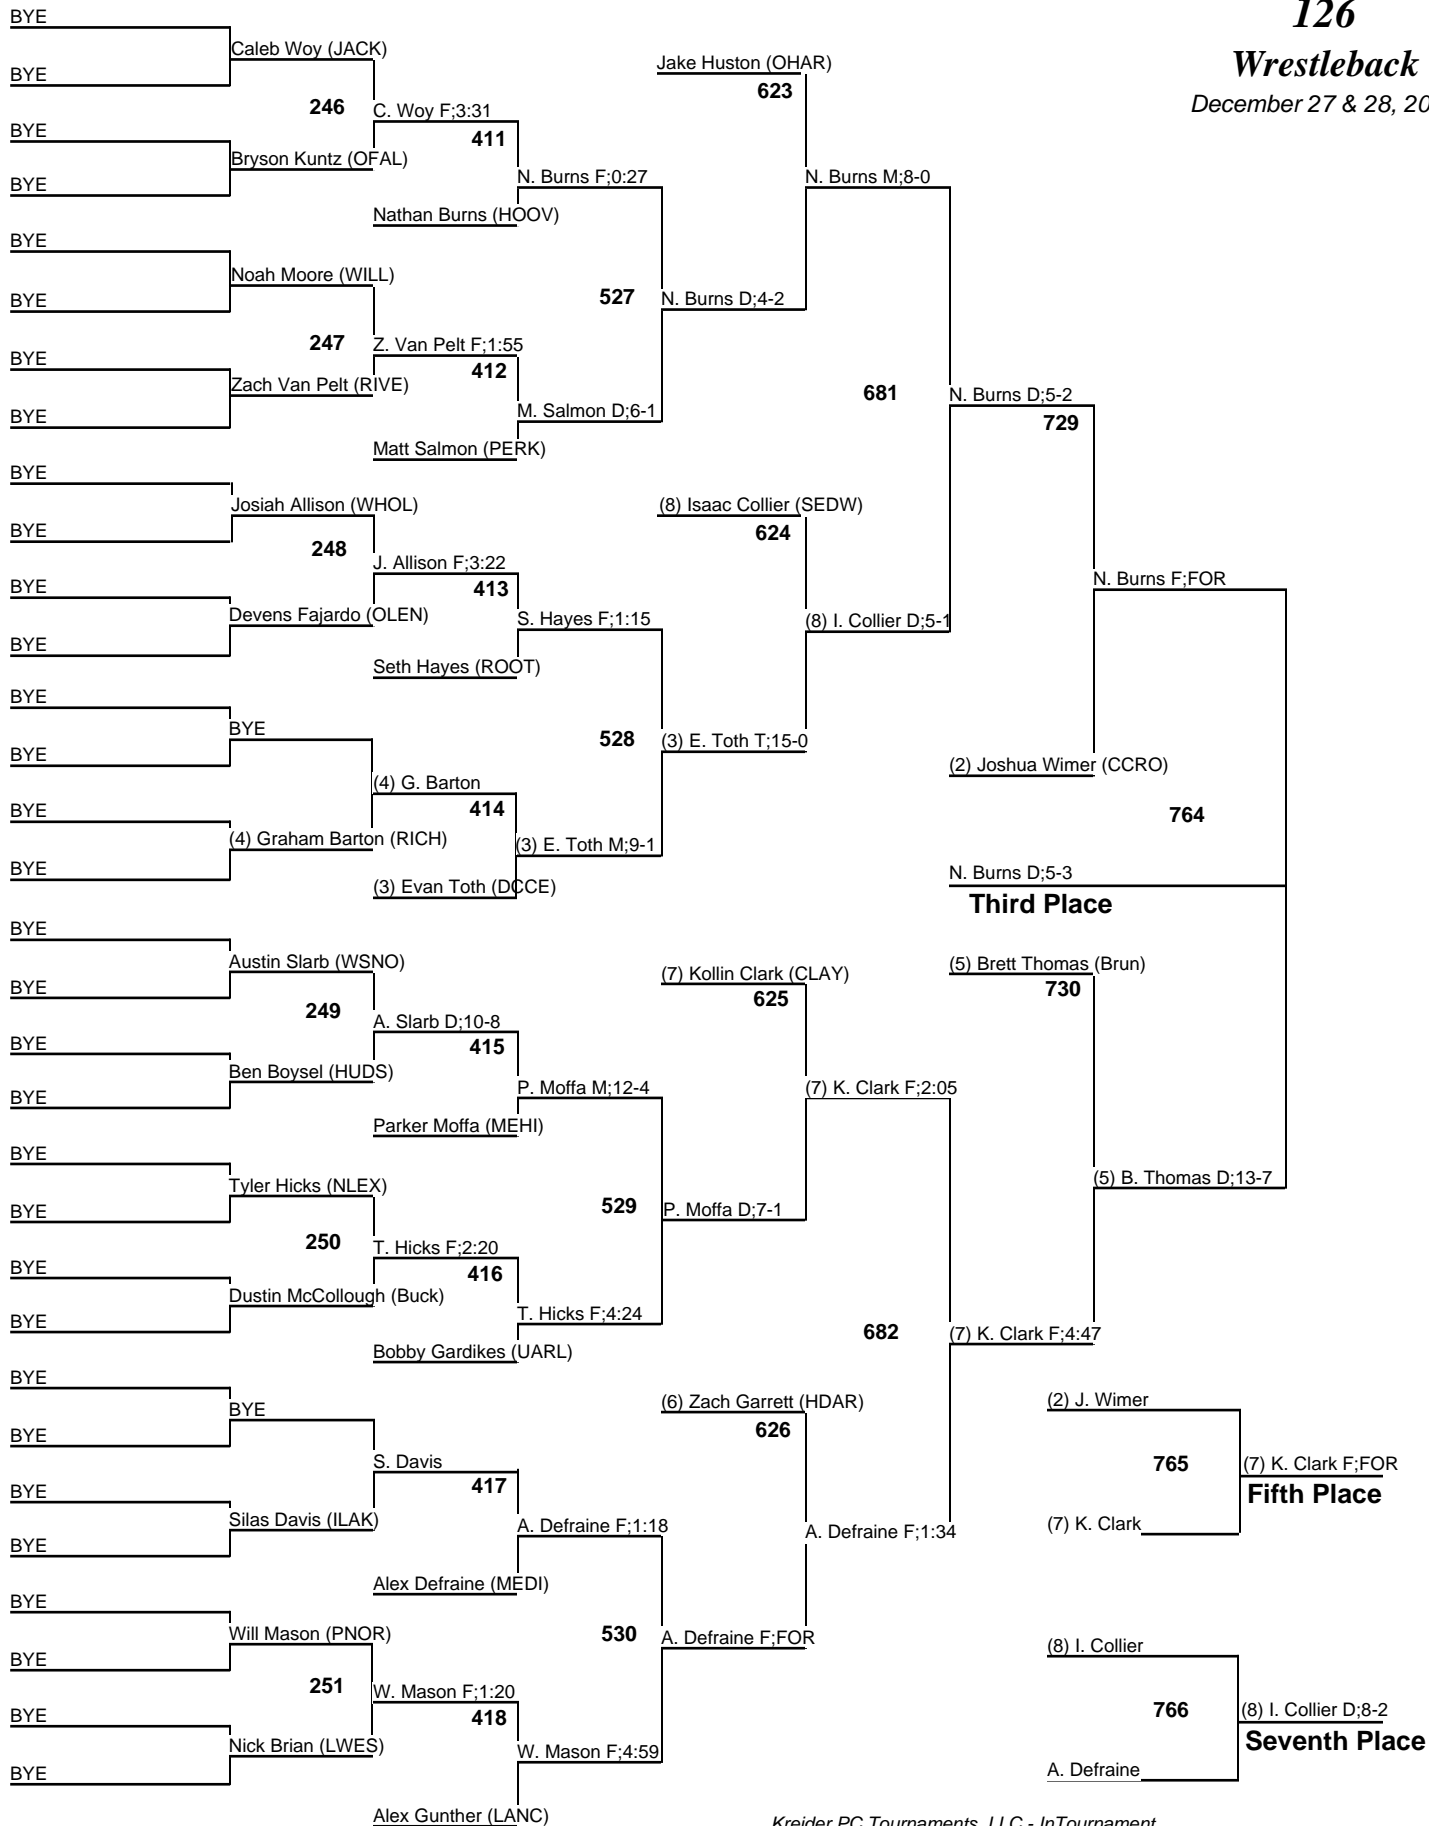 126
Wrestleback
December 27 & 28, 20
BYE
Caleb Woy (JACK)
BYE
246
C. Woy F;3:31
411
BYE
Bryson Kuntz (OFAL)
BYE
N. Burns F;0:27
Nathan Burns (HOOV)
Jake Huston (OHAR)
623
N. Burns M;8-0
BYE
Noah Moore (WILL)
BYE
527
N. Burns D;4-2
247
Z. Van Pelt F;1:55
412
BYE
Zach Van Pelt (RIVE)
BYE
M. Salmon D;6-1
Matt Salmon (PERK)
681
N. Burns D;5-2
729
BYE
Josiah Allison (WHOL)
BYE
248
J. Allison F;3:22
413
BYE
Devens Fajardo (OLEN)
BYE
S. Hayes F;1:15
Seth Hayes (ROOT)
(8) Isaac Collier (SEDW)
624
(8) I. Collier D;5-1
N. Burns F;FOR
BYE
BYE
BYE
528
(3) E. Toth T;15-0
(4) G. Barton
414
BYE
(4) Graham Barton (RICH)
BYE
(3) E. Toth M;9-1
(3) Evan Toth (DCCE)
(2) Joshua Wimer (CCRO)
764
N. Burns D;5-3
Third Place
BYE
Austin Slarb (WSNO)
BYE
249
A. Slarb D;10-8
415
BYE
Ben Boysel (HUDS)
BYE
P. Moffa M;12-4
Parker Moffa (MEHI)
(7) Kollin Clark (CLAY)
625
(7) K. Clark F;2:05
(5) Brett Thomas (Brun)
730
(5) B. Thomas D;13-7
BYE
Tyler Hicks (NLEX)
BYE
529
P. Moffa D;7-1
250
T. Hicks F;2:20
416
BYE
Dustin McCollough (Buck)
BYE
T. Hicks F;4:24
Bobby Gardikes (UARL)
682
(7) K. Clark F;4:47
BYE
BYE
BYE
S. Davis
417
BYE
Silas Davis (ILAK)
BYE
A. Defraine F;1:18
Alex Defraine (MEDI)
(6) Zach Garrett (HDAR)
626
A. Defraine F;1:34
(2) J. Wimer
765
(7) K. Clark F;FOR
Fifth Place
(7) K. Clark
BYE
Will Mason (PNOR)
BYE
530
A. Defraine F;FOR
251
W. Mason F;1:20
418
BYE
Nick Brian (LWES)
BYE
W. Mason F;4:59
Alex Gunther (LANC)
(8) I. Collier
766
(8) I. Collier D;8-2
Seventh Place
A. Defraine
Kreider PC Tournaments, LLC - InTournament